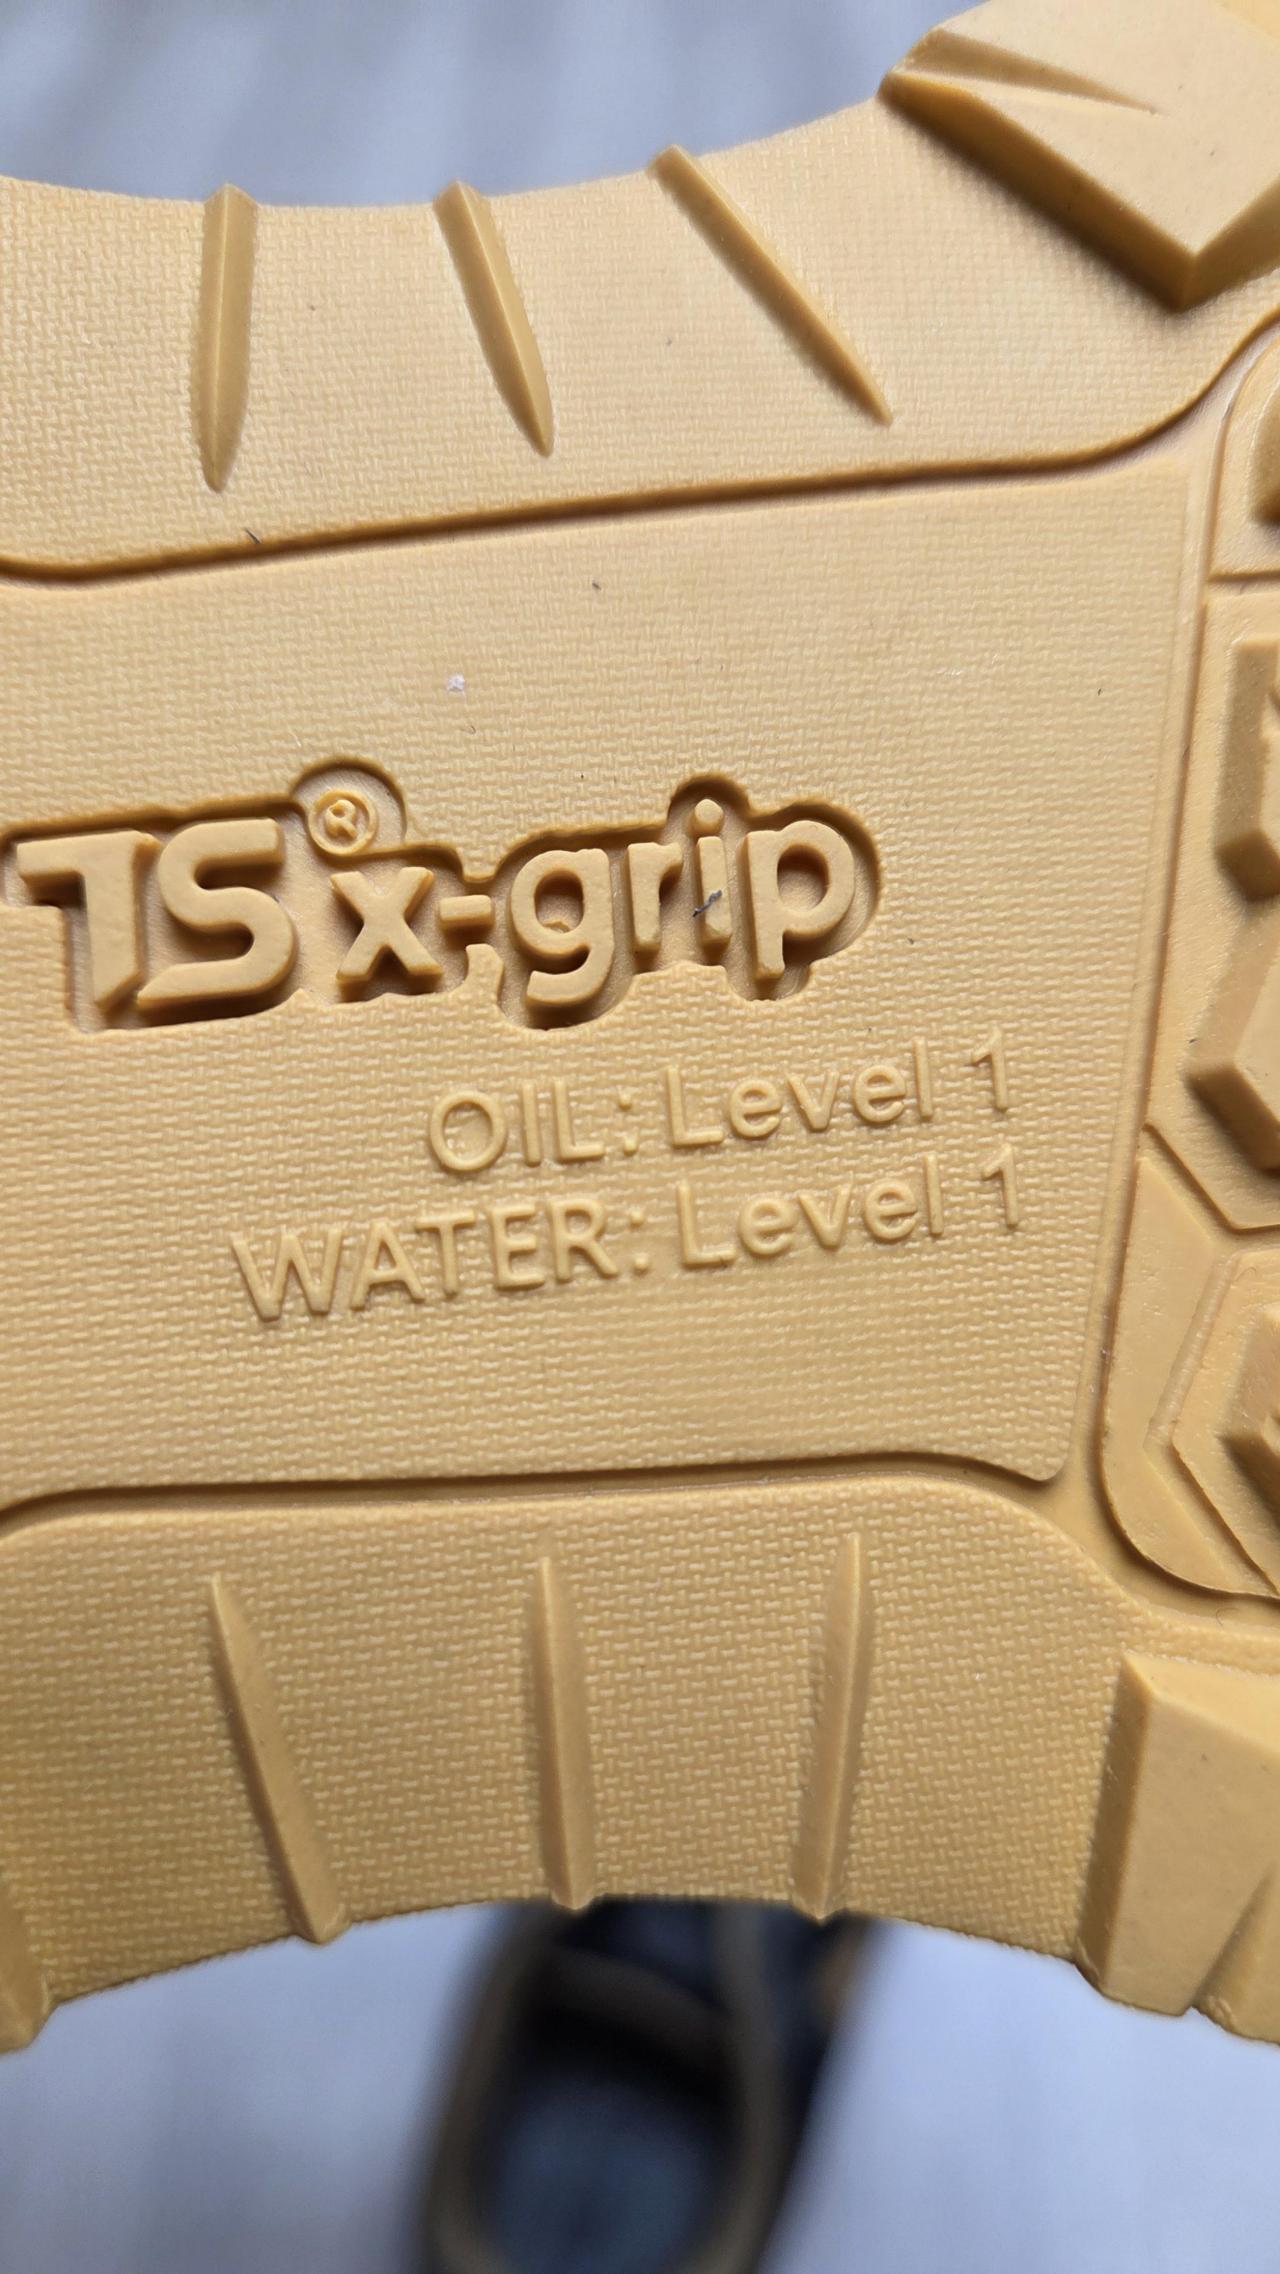 TS® x-grip
OIL: Level 1
WATER: Level 1